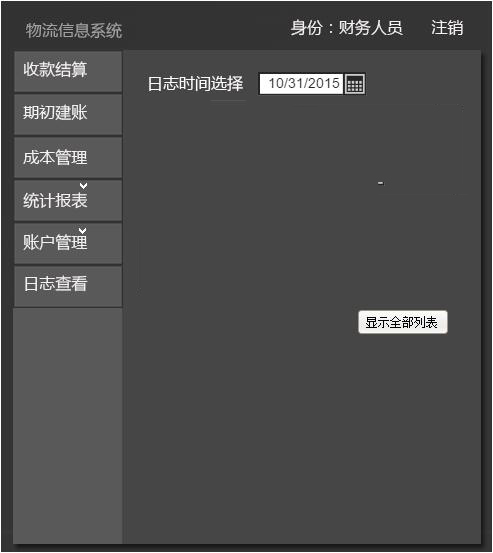 物流信息系统
身份：财务人员 注销
收款结算
期初建账
成本管理
统计报表
账户管理
日志查看
日志时间选择 10/31/2015
-
显示全部列表